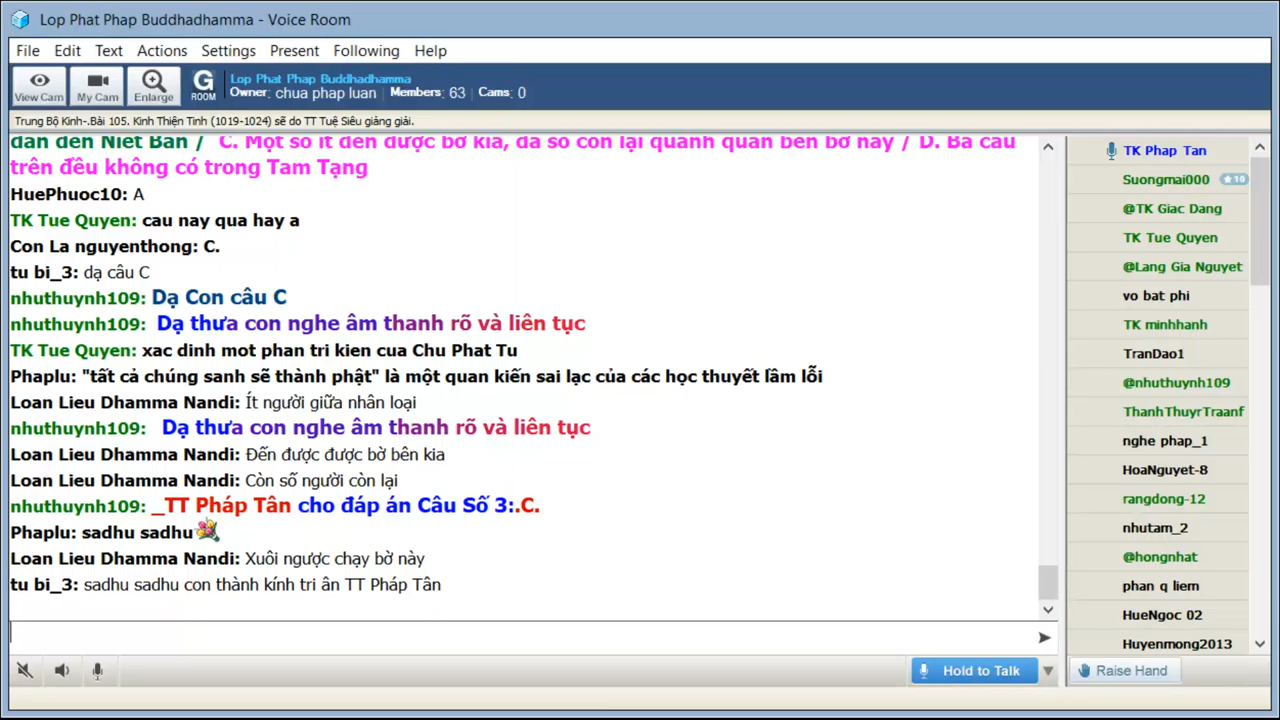 Lop Phat Phap Buddhadhamma - Voice Room
File Edit Text Actions Settings Present Following Help
View Cam
My Cam
Enlarge
G
ROOM
Lop Phat Phap Buddhadhamma
Owner: chua phap luan Members: 63 Cams: 0
Trung Bộ Kinh-.Bài 105. Kinh Thiện Tinh (1019-1024) sẽ do TT Tuệ Siêu giảng giải.
dẫn đến Niết Bàn / C. Một số ít đến được bờ kia, đa số còn lại quanh quẩn bên bờ này / D. Ba câu
trên đều không có trong Tam Tạng
HuePhuoc10: A
TK Tue Quyen: cau nay qua hay a
Con La nguyenthong: C.
tu bi_3: dạ câu C
nhuthuynh109: Dạ Con câu C
nhuthuynh109: Dạ thưa con nghe âm thanh rõ và liên tục
TK Tue Quyen: xac dinh mot phan tri kien cua Chu Phat Tu
Phaplu: "tất cả chúng sanh sẽ thành phật" là một quan kiến sai lạc của các học thuyết lầm lỗi
Loan Lieu Dhamma Nandi: Ít người giữa nhân loại
nhuthuynh109: Dạ thưa con nghe âm thanh rõ và liên tục
Loan Lieu Dhamma Nandi: Đến được được bờ bên kia
Loan Lieu Dhamma Nandi: Còn số người còn lại
nhuthuynh109: _TT Pháp Tân cho đáp án Câu Số 3:.C.
Phaplu: sadhu sadhu
Loan Lieu Dhamma Nandi: Xuôi ngược chạy bờ này
tu bi_3: sadhu sadhu con thành kính tri ân TT Pháp Tân
Hold to Talk
TK Phap Tan
Suongmai000 10
@TK Giac Dang
TK Tue Quyen
@Lang Gia Nguyet
vo bat phi
TK minhhanh
TranDao1
@nhuthuynh109
ThanhThuyrTraanf
nghe phap_1
HoaNguyet-8
rangdong-12
nhutam_2
@hongnhat
phan q liem
HueNgoc 02
Huyenmong2013
Raise Hand